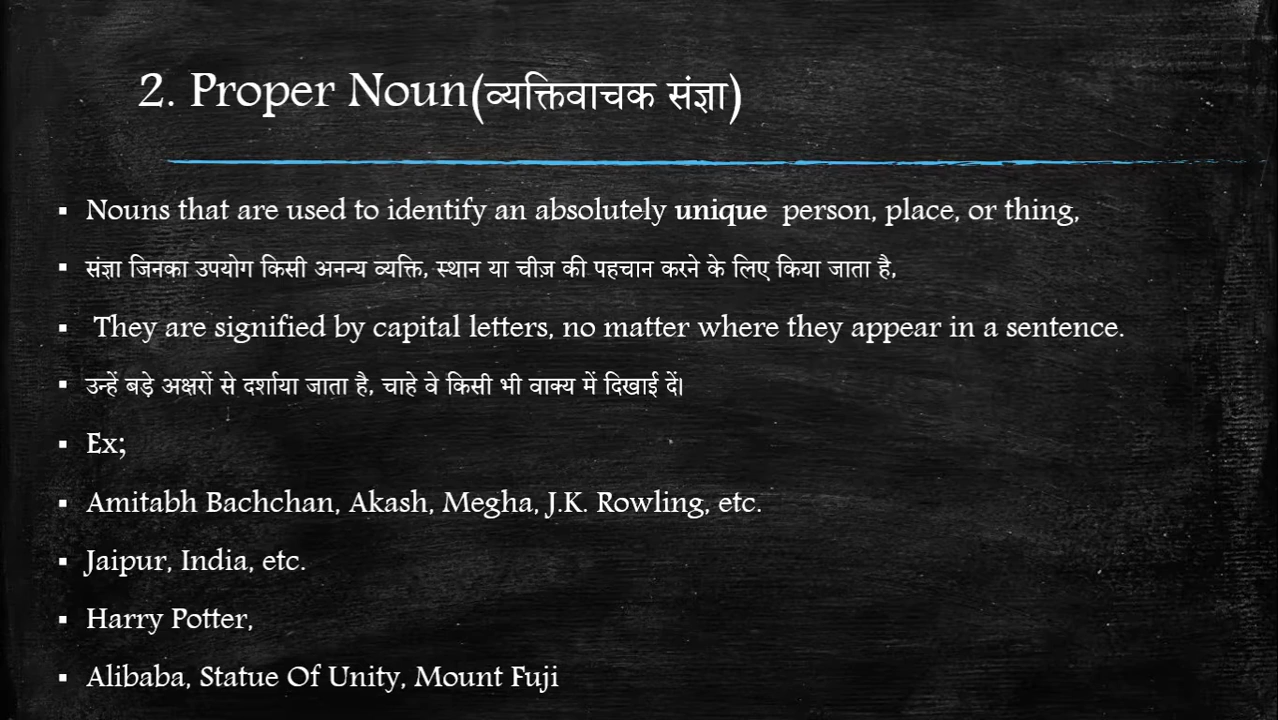 2. Proper Noun(व्यक्तिवाचक संज्ञा)
▪ Nouns that are used to identify an absolutely unique person, place, or thing,
▪ संज्ञा जिनका उपयोग किसी अनन्य व्यक्ति, स्थान या चीज़ की पहचान करने के लिए किया जाता है,
▪ They are signified by capital letters, no matter where they appear in a sentence.
▪ उन्हें बड़े अक्षरों से दर्शाया जाता है, चाहे वे किसी भी वाक्य में दिखाई दें।
▪ Ex;
▪ Amitabh Bachchan, Akash, Megha, J.K. Rowling, etc.
▪ Jaipur, India, etc.
▪ Harry Potter,
▪ Alibaba, Statue Of Unity, Mount Fuji